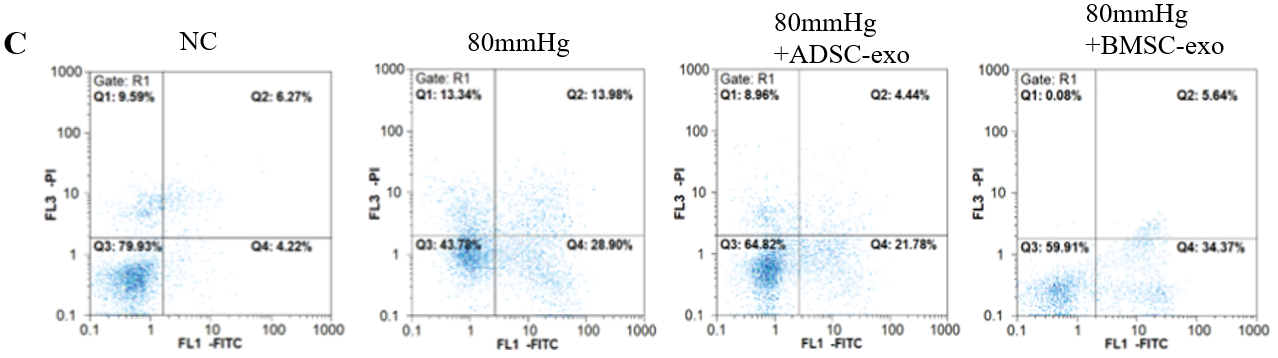 C
NC
80mmHg
80mmHg
+ADSC-exo
80mmHg
+BMSC-exo
Gate: R1
Q1: 9.59%
Q2: 6.27%
Q3: 79.93%
Q4: 4.22%
1000
100
10
1
0.1
0.1
1
10
100
1000
FL3 -PI
FL1 -FITC
Gate: R1
Q1: 13.34%
Q2: 13.98%
Q3: 43.78%
Q4: 28.90%
1000
100
10
1
0.1
0.1
1
10
100
1000
FL3 -PI
FL1 -FITC
Gate: R1
Q1: 8.96%
Q2: 4.44%
Q3: 64.82%
Q4: 21.78%
1000
100
10
1
0.1
0.1
1
10
100
1000
FL3 -PI
FL1 -FITC
Gate: R1
Q1: 0.08%
Q2: 5.64%
Q3: 59.91%
Q4: 34.37%
1000
100
10
1
0.1
0.1
1
10
100
1000
FL3 -PI
FL1 -FITC